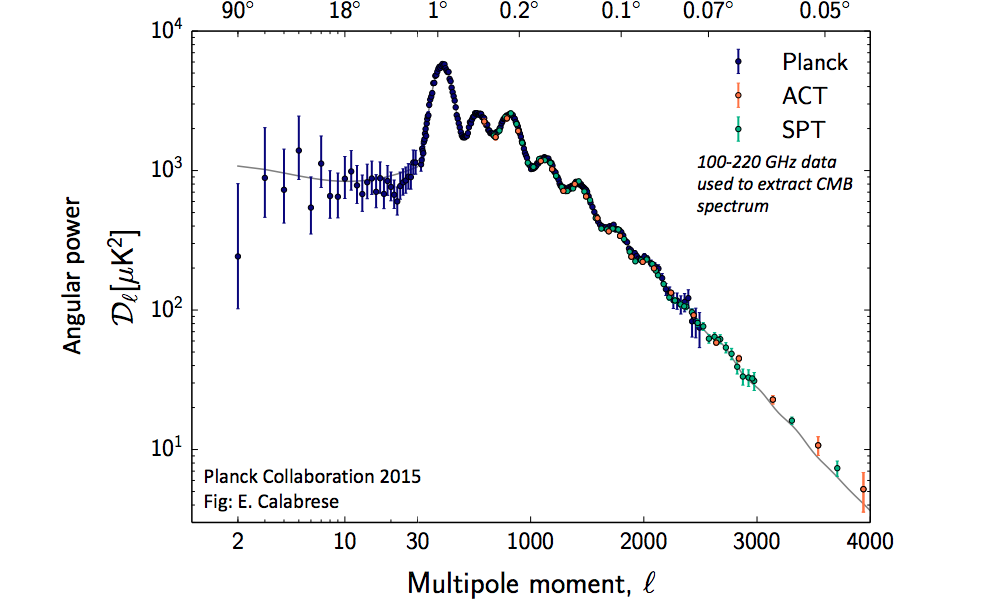 90° 18° 1° 0.2° 0.1° 0.07° 0.05°
10⁴
Planck
ACT
SPT
100-220 GHz data
used to extract CMB
spectrum
10³
10²
10¹
Angular power
𝒟ℓ[μK²]
Planck Collaboration 2015
Fig: E. Calabrese
2 10 30 1000 2000 3000 4000
Multipole moment, ℓ